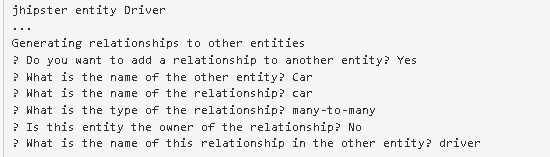 jhipster entity Driver
...
Generating relationships to other entities
? Do you want to add a relationship to another entity? Yes
? What is the name of the other entity? Car
? What is the name of the relationship? car
? What is the type of the relationship? many-to-many
? Is this entity the owner of the relationship? No
? What is the name of this relationship in the other entity? driver